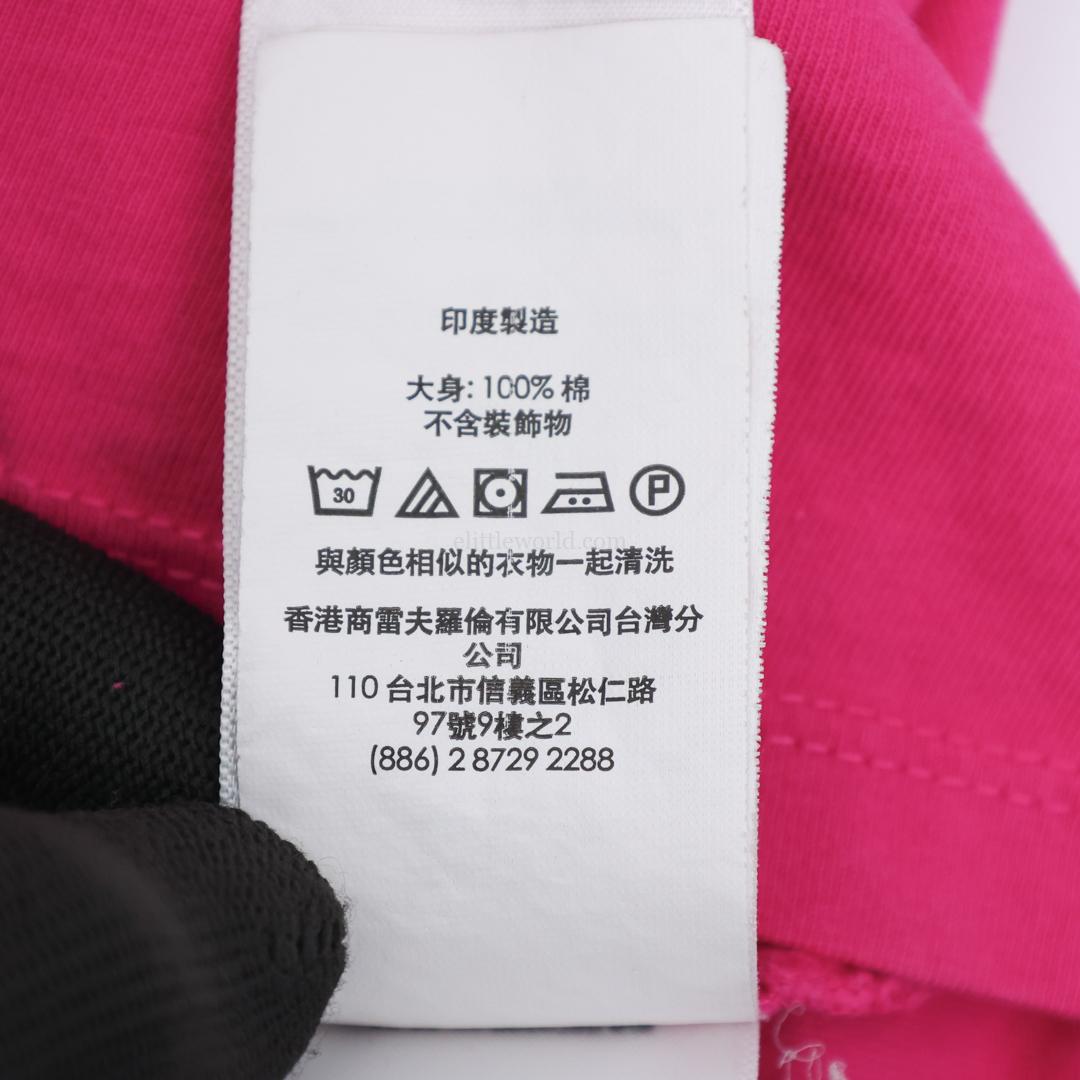 印度製造
大身: 100% 棉
不含裝飾物
30
P
elittleworld.com
與顏色相似的衣物一起清洗
香港商雷夫羅倫有限公司台灣分
公司
110 台北市信義區松仁路
97號9樓之2
(886) 2 8729 2288